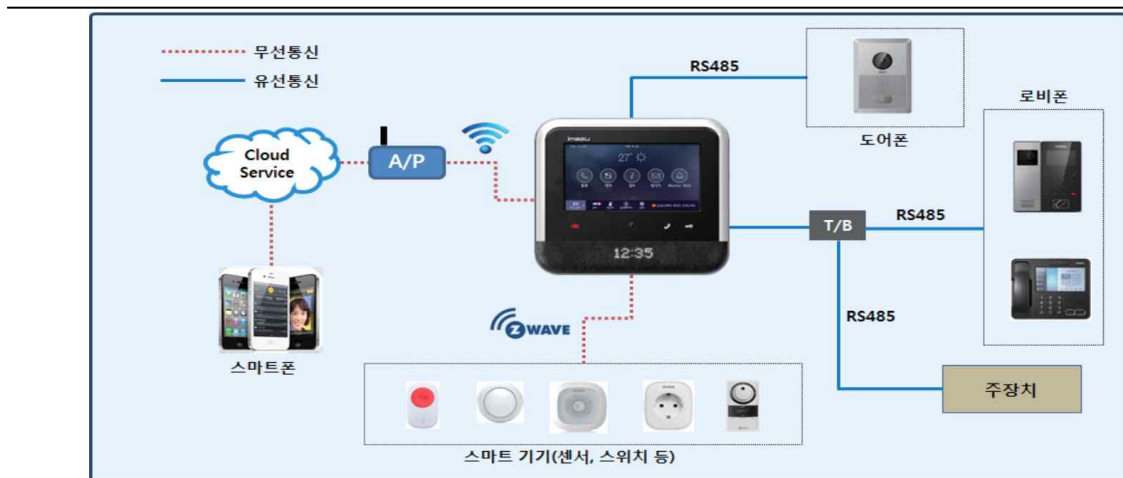 무선통신
유선통신
RS485
도어폰
로비폰
Cloud
Service
A/P
27°
12:35
T/B
RS485
RS485
Z WAVE
스마트폰
주장치
스마트 기기(센서, 스위치 등)